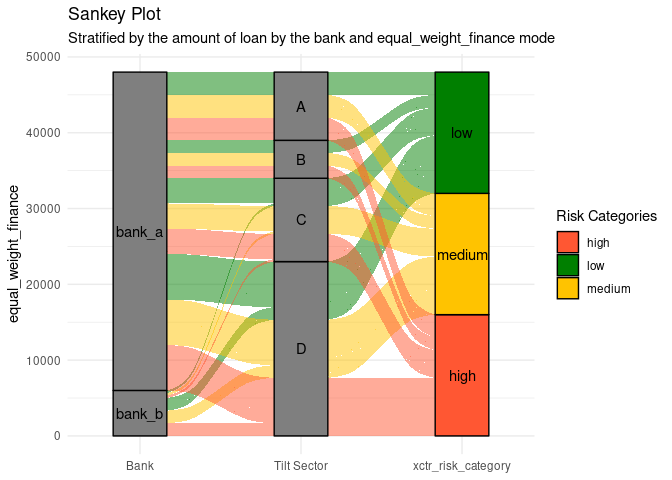 Sankey Plot
Stratified by the amount of loan by the bank and equal_weight_finance mode
50000
40000
30000
20000
10000
0
equal_weight_finance
bank_a
bank_b
A
B
C
D
low
medium
high
Bank
Tilt Sector
xctr_risk_category
Risk Categories
high
low
medium